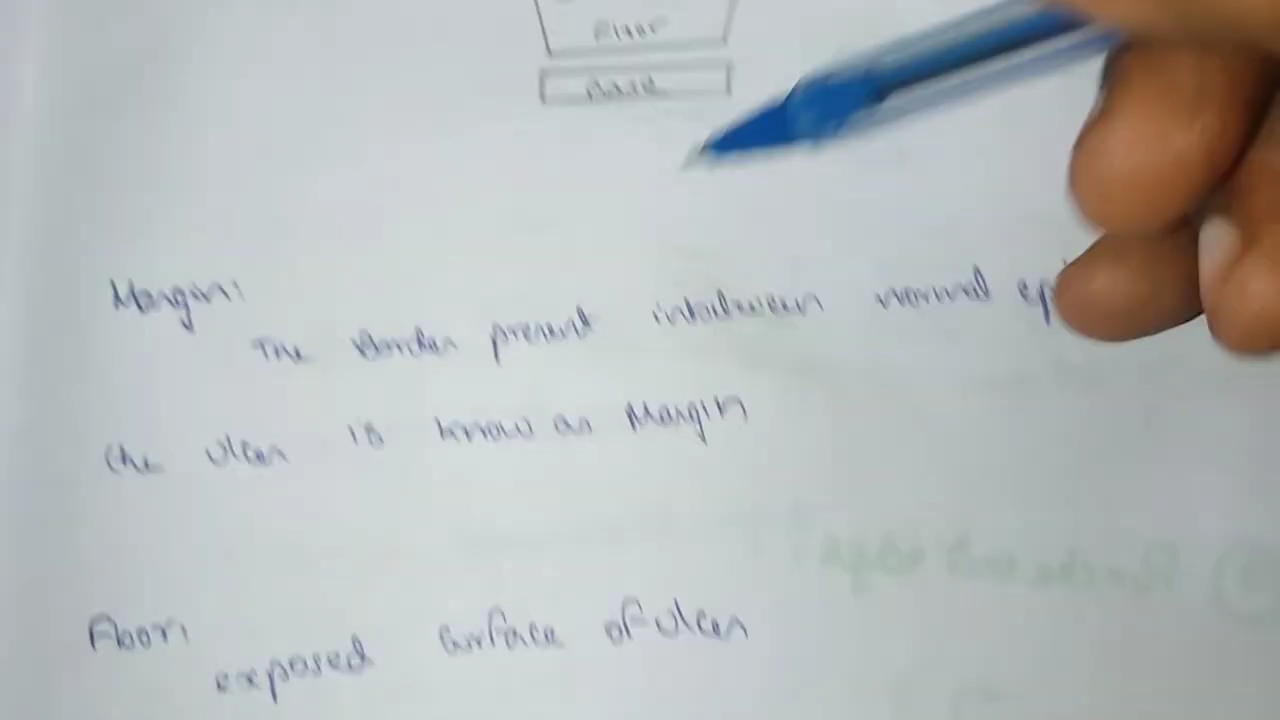 Floor
Base
Margin:
The Border present inbetween normal ep
the ulcer is know as Margin
Floor:
exposed surface of ulcer